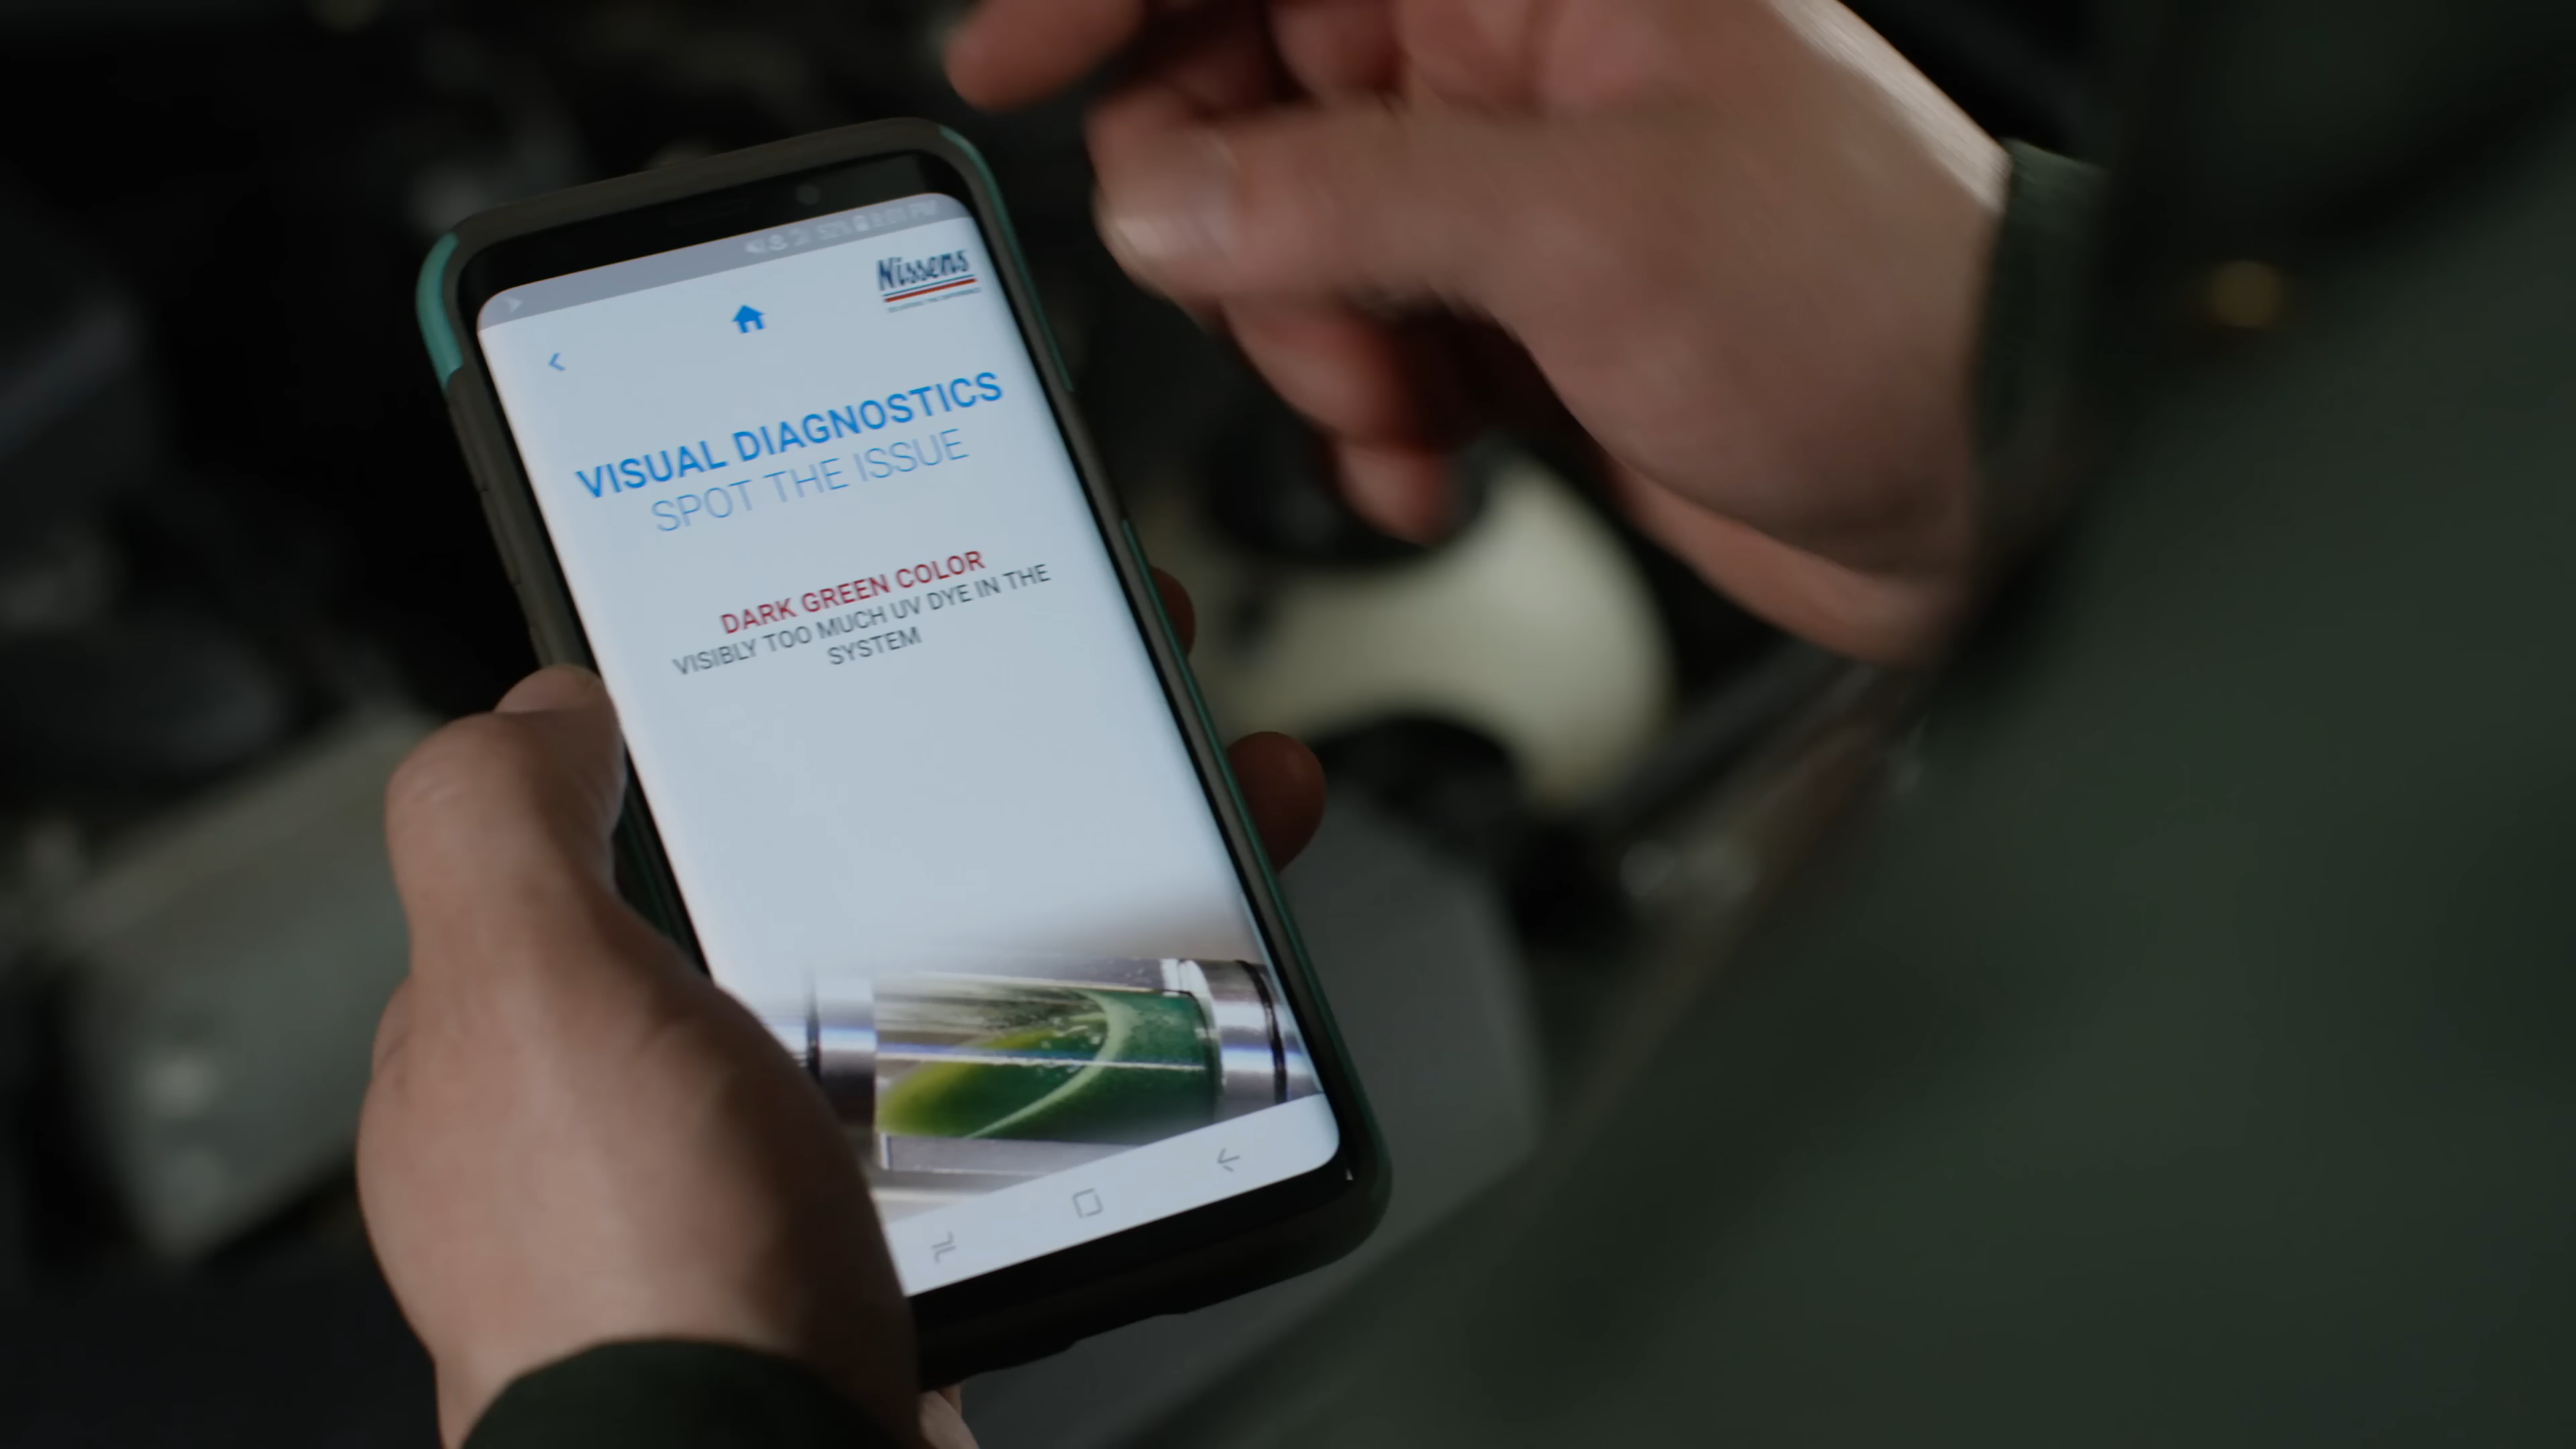 Nissens
VISUAL DIAGNOSTICS
SPOT THE ISSUE
DARK GREEN COLOR
VISIBLY TOO MUCH UV DYE IN THE
SYSTEM